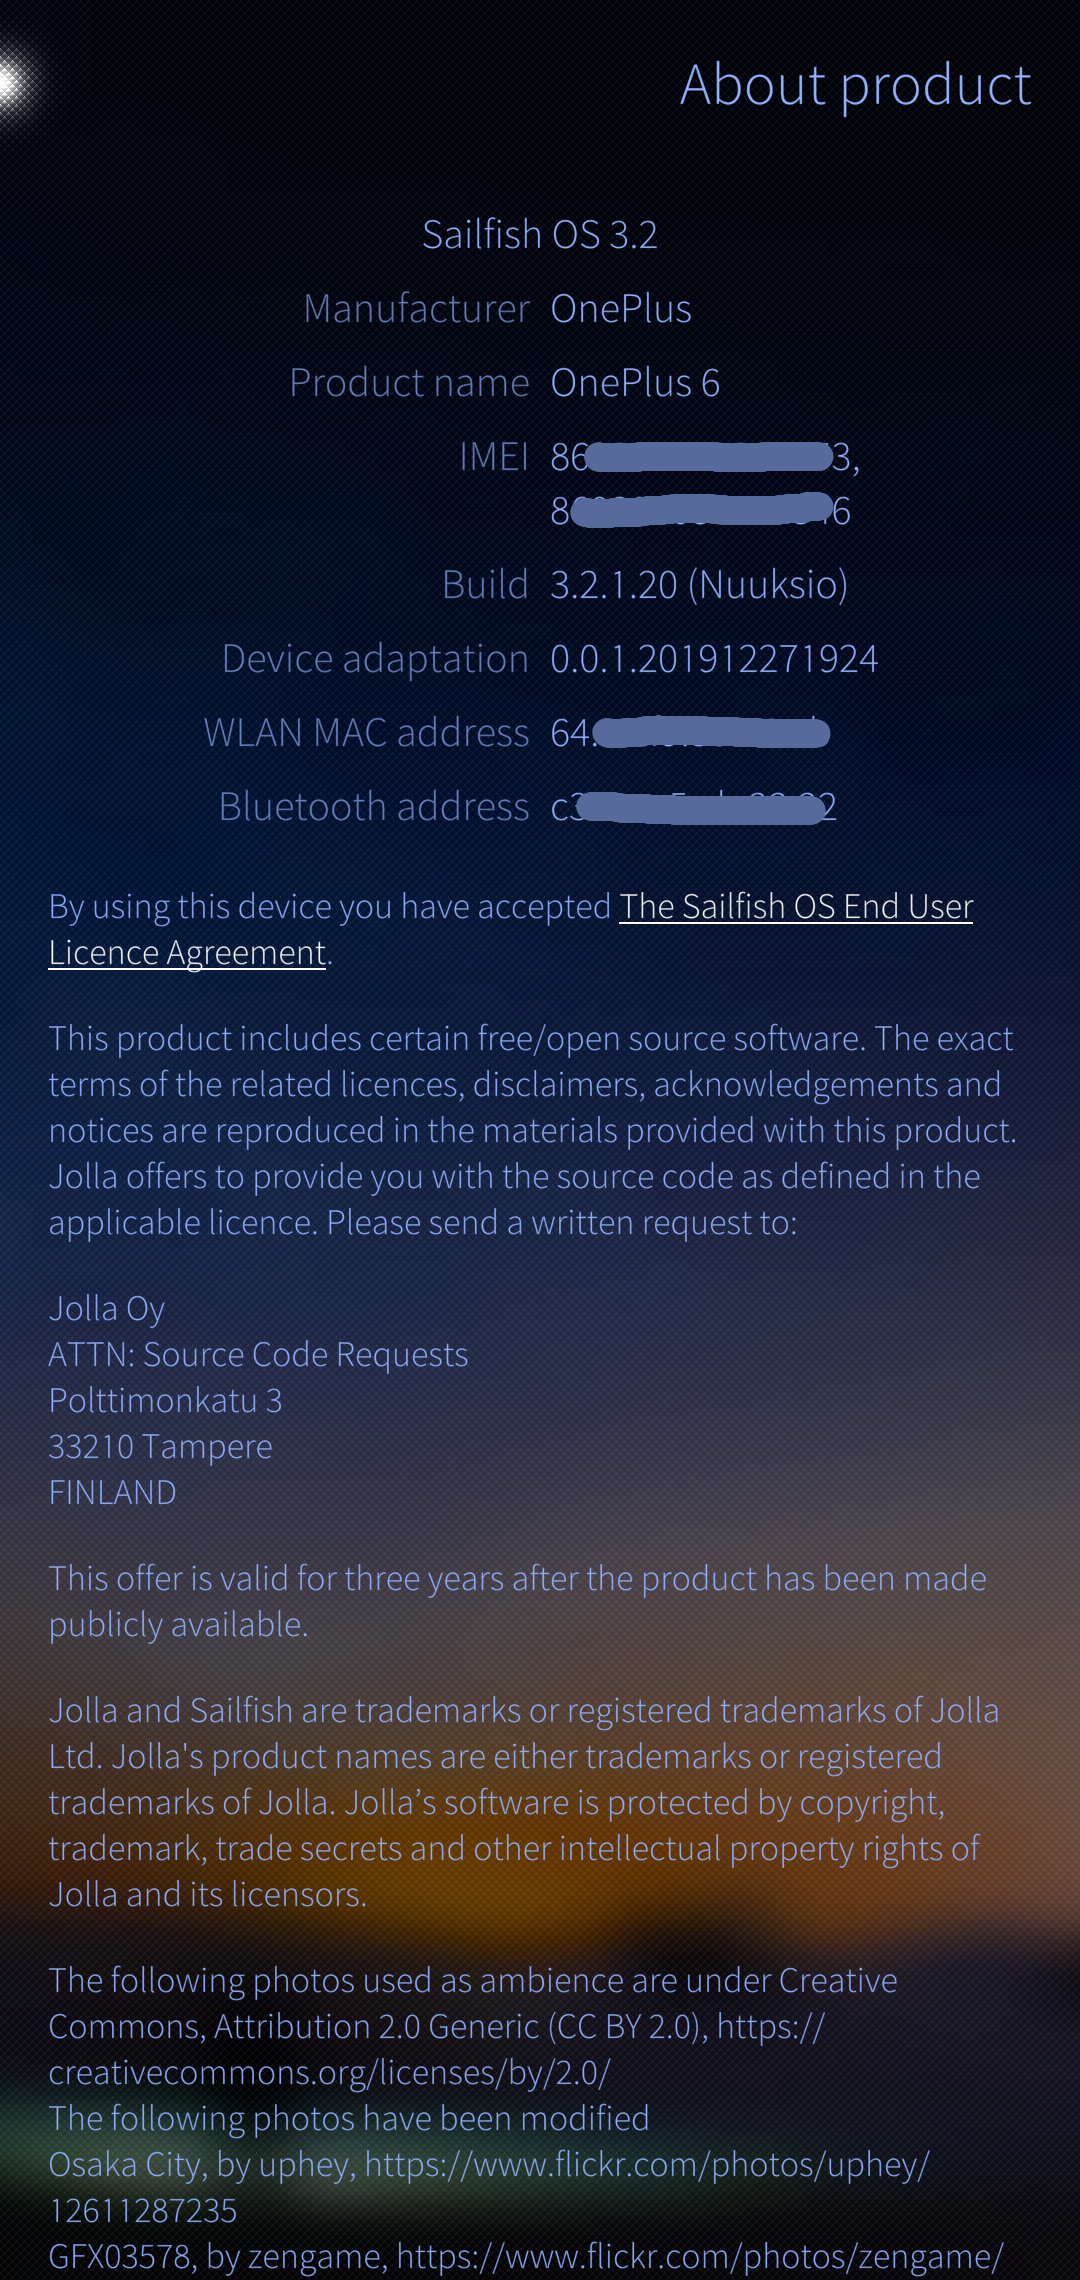 About product
Sailfish OS 3.2
Manufacturer OnePlus
Product name OnePlus 6
IMEI 86 3,
8 6
Build 3.2.1.20 (Nuuksio)
Device adaptation 0.0.1.201912271924
WLAN MAC address 64
Bluetooth address c3 2
By using this device you have accepted The Sailfish OS End User
Licence Agreement.
This product includes certain free/open source software. The exact
terms of the related licences, disclaimers, acknowledgements and
notices are reproduced in the materials provided with this product.
Jolla offers to provide you with the source code as defined in the
applicable licence. Please send a written request to:
Jolla Oy
ATTN: Source Code Requests
Polttimonkatu 3
33210 Tampere
FINLAND
This offer is valid for three years after the product has been made
publicly available.
Jolla and Sailfish are trademarks or registered trademarks of Jolla
Ltd. Jolla's product names are either trademarks or registered
trademarks of Jolla. Jolla’s software is protected by copyright,
trademark, trade secrets and other intellectual property rights of
Jolla and its licensors.
The following photos used as ambience are under Creative
Commons, Attribution 2.0 Generic (CC BY 2.0), https://
creativecommons.org/licenses/by/2.0/
The following photos have been modified
Osaka City, by uphey, https://www.flickr.com/photos/uphey/
12611287235
GFX03578, by zengame, https://www.flickr.com/photos/zengame/